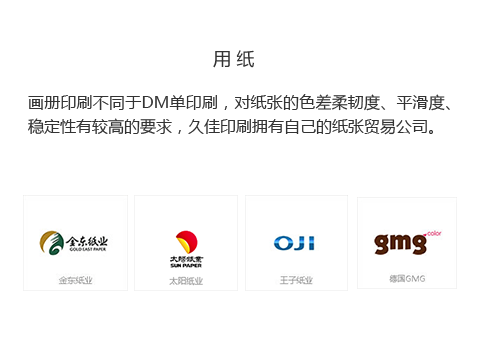 用 纸
画册印刷不同于DM单印刷，对纸张的色差柔韧度、平滑度、
稳定性有较高的要求，久佳印刷拥有自己的纸张贸易公司。
金东纸业
GOLD EAST PAPER
太陽紙業
SUN PAPER
OJI
gmg color
金东纸业
太阳纸业
王子纸业
德国GMG